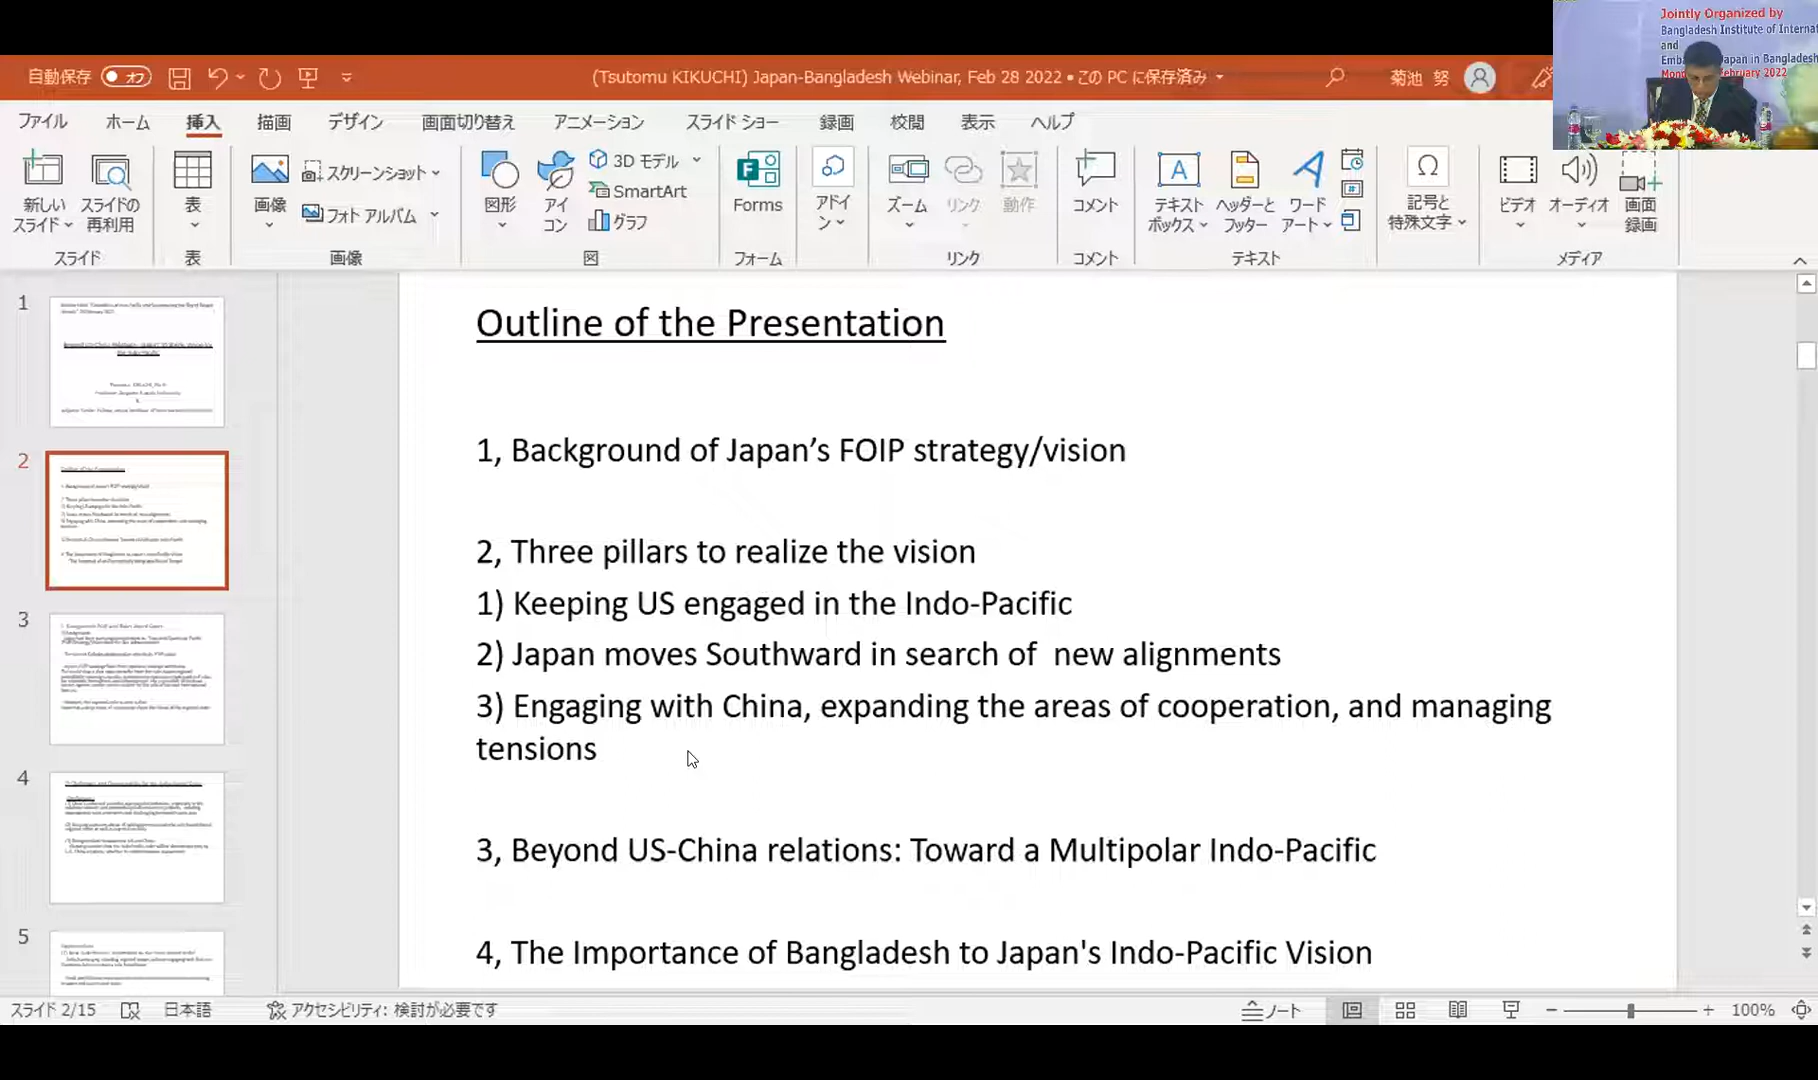 Jointly Organized by
Bangladesh Institute of Internat
and
Japan in Bangladesh
February 2022
自動保存 オフ
(Tsutomu KIKUCHI) Japan-Bangladesh Webinar, Feb 28 2022 • この PC に保存済み
菊池 努
ファイル ホーム 挿入 描画 デザイン 画面切り替え アニメーション スライド ショー 録画 校閲 表示 ヘルプ
新しい スライド
スライドの 再利用
表
画像
スクリーンショット
フォト アルバム
図形
アイ コン
3D モデル
SmartArt
グラフ
Forms
アドイ ン
ズーム
リンク
動作
コメント
テキスト ボックス
ヘッダーと フッター
ワード アート
記号と 特殊文字
ビデオ
オーディオ
画面 録画
スライド 表 画像 図 フォーム リンク コメント テキスト メディア
1
2
3
4
5
Outline of the Presentation
1, Background of Japan’s FOIP strategy/vision
2, Three pillars to realize the vision
1) Keeping US engaged in the Indo-Pacific
2) Japan moves Southward in search of  new alignments
3) Engaging with China, expanding the areas of cooperation, and managing
tensions
3, Beyond US-China relations: Toward a Multipolar Indo-Pacific
4, The Importance of Bangladesh to Japan's Indo-Pacific Vision
スライド 2/15 日本語 アクセシビリティ: 検討が必要です ノート 100%